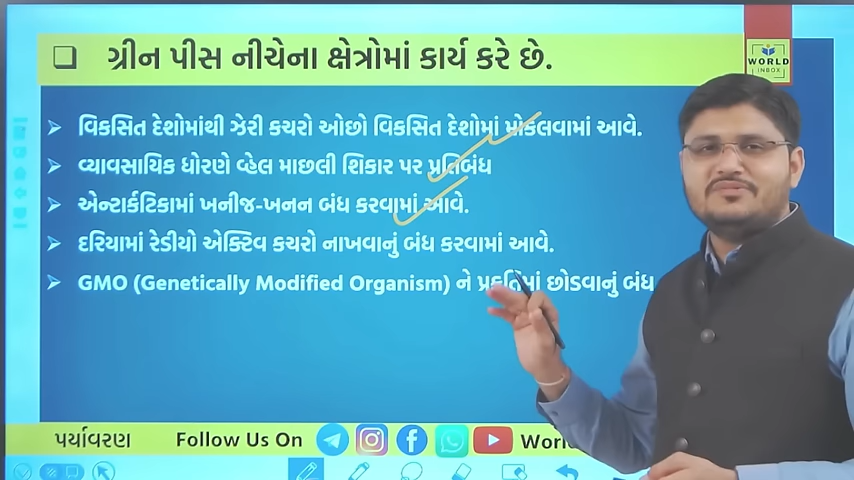 ગ્રીન પીસ નીચેના ક્ષેત્રોમાં કાર્ય કરે છે.
WORLD
INBOX
વિકસિત દેશોમાંથી ઝેરી કચરો ઓછો વિકસિત દેશોમાં મોકલવામાં આવે.
વ્યાવસાયિક ધોરણે વ્હેલ માછલી શિકાર પર પ્રતિબંધ
એન્ટાર્કટિકામાં ખનીજ-ખનન બંધ કરવામાં આવે.
દરિયામાં રેડીયો એક્ટિવ કચરો નાખવાનું બંધ કરવામાં આવે.
GMO (Genetically Modified Organism) ને પ્રકૃતિમાં છોડવાનું બંધ
પર્યાવરણ Follow Us On